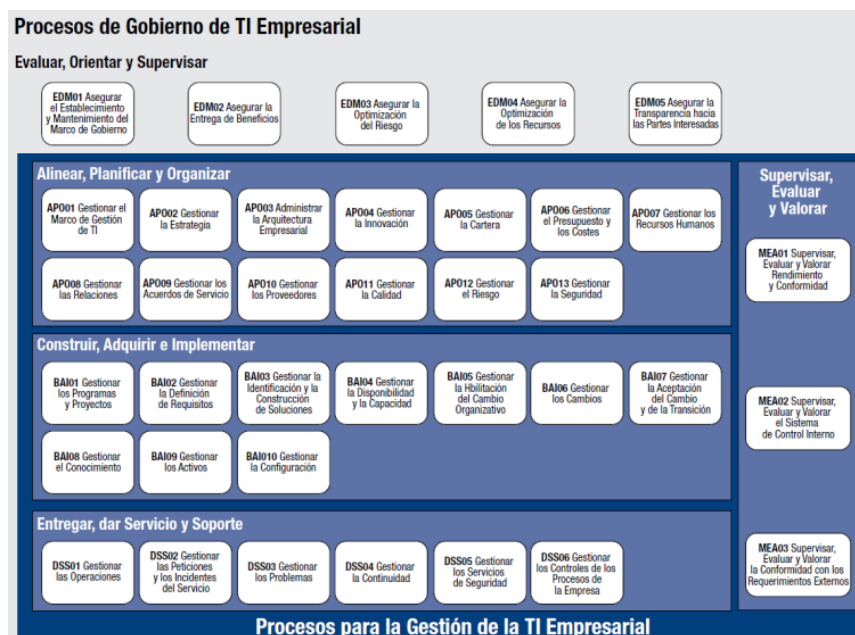 Procesos de Gobierno de TI Empresarial
Evaluar, Orientar y Supervisar
EDM01 Asegurar
el Establecimiento
y Mantenimiento del
Marco de Gobierno
EDM02 Asegurar la
Entrega de Beneficios
EDM03 Asegurar la
Optimización
del Riesgo
EDM04 Asegurar la
Optimización
de los Recursos
EDM05 Asegurar la
Transparencia hacia
las Partes Interesadas
Alinear, Planificar y Organizar
APO01 Gestionar el
Marco de Gestión
de TI
APO02 Gestionar
la Estrategia
APO03 Administrar
la Arquitectura
Empresarial
APO04 Gestionar
la Innovación
APO05 Gestionar
la Cartera
APO06 Gestionar
el Presupuesto y
los Costes
APO07 Gestionar los
Recursos Humanos
APO08 Gestionar
las Relaciones
APO09 Gestionar los
Acuerdos de Servicio
APO10 Gestionar
los Proveedores
APO11 Gestionar
la Calidad
APO12 Gestionar
el Riesgo
APO13 Gestionar
la Seguridad
Construir, Adquirir e Implementar
BAI01 Gestionar
los Programas
y Proyectos
BAI02 Gestionar
la Definición
de Requisitos
BAI03 Gestionar la
Identificación y la
Construcción
de Soluciones
BAI04 Gestionar
la Disponibilidad
y la Capacidad
BAI05 Gestionar
la Hbilitación
del Cambio
Organizativo
BAI06 Gestionar
los Cambios
BAI07 Gestionar
la Aceptación
del Cambio
y de la Transición
BAI08 Gestionar
el Conocimiento
BAI09 Gestionar
los Activos
BAI010 Gestionar
la Configuración
Entregar, dar Servicio y Soporte
DSS01 Gestionar
las Operaciones
DSS02 Gestionar
las Peticiones
y los Incidentes
del Servicio
DSS03 Gestionar
los Problemas
DSS04 Gestionar
la Continuidad
DSS05 Gestionar
los Servicios
de Seguridad
DSS06 Gestionar
los Controles de los
Procesos de
la Empresa
Supervisar,
Evaluar
y Valorar
MEA01 Supervisar,
Evaluar y Valorar
Rendimiento
y Conformidad
MEA02 Supervisar,
Evaluar y Valorar
el Sistema
de Control Interno
MEA03 Supervisar,
Evaluar y Valorar
la Conformidad con los
Requerimientos Externos
Procesos para la Gestión de la TI Empresarial